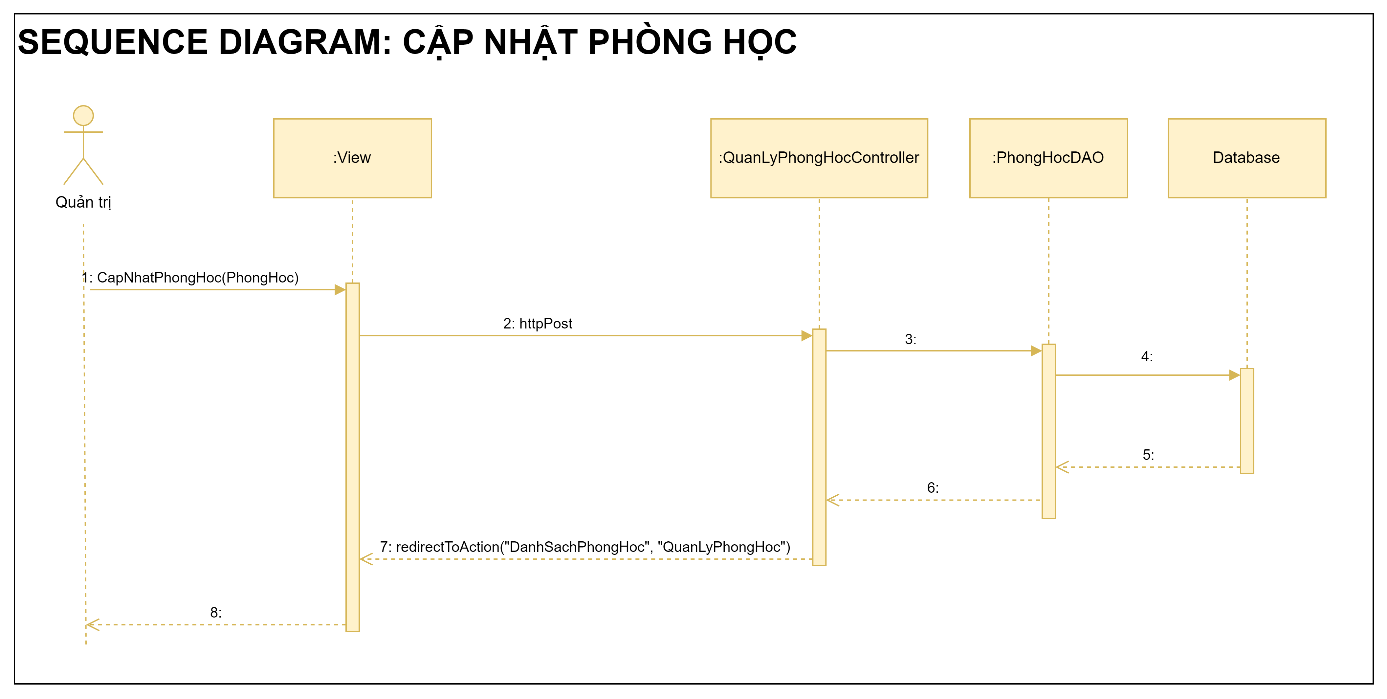 SEQUENCE DIAGRAM: CẬP NHẬT PHÒNG HỌC
:View
:QuanLyPhongHocController
:PhongHocDAO
Database
Quản trị
1: CapNhatPhongHoc(PhongHoc)
2: httpPost
3:
4:
5:
6:
7: redirectToAction("DanhSachPhongHoc", "QuanLyPhongHoc")
8: